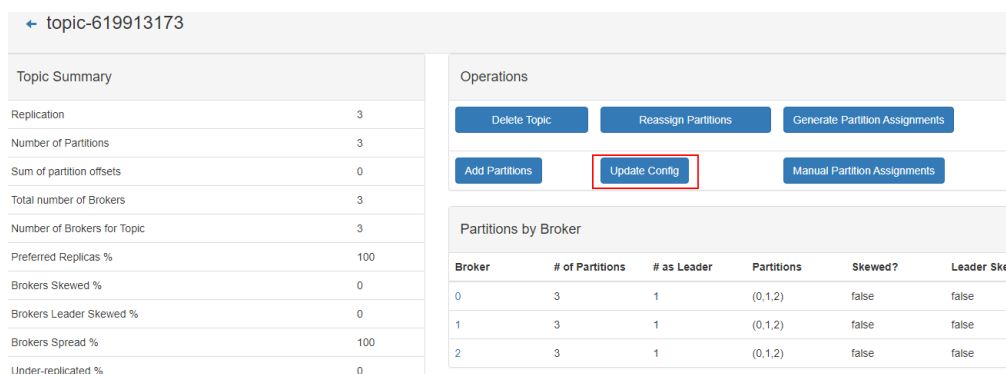 ← topic-619913173
Topic Summary
Replication 3
Number of Partitions 3
Sum of partition offsets 0
Total number of Brokers 3
Number of Brokers for Topic 3
Preferred Replicas % 100
Brokers Skewed % 0
Brokers Leader Skewed % 0
Brokers Spread % 100
Under-replicated % 0
Operations
Delete Topic Reassign Partitions Generate Partition Assignments
Add Partitions Update Config Manual Partition Assignments
Partitions by Broker
Broker # of Partitions # as Leader Partitions Skewed? Leader Ske
0 3 1 (0,1,2) false false
1 3 1 (0,1,2) false false
2 3 1 (0,1,2) false false